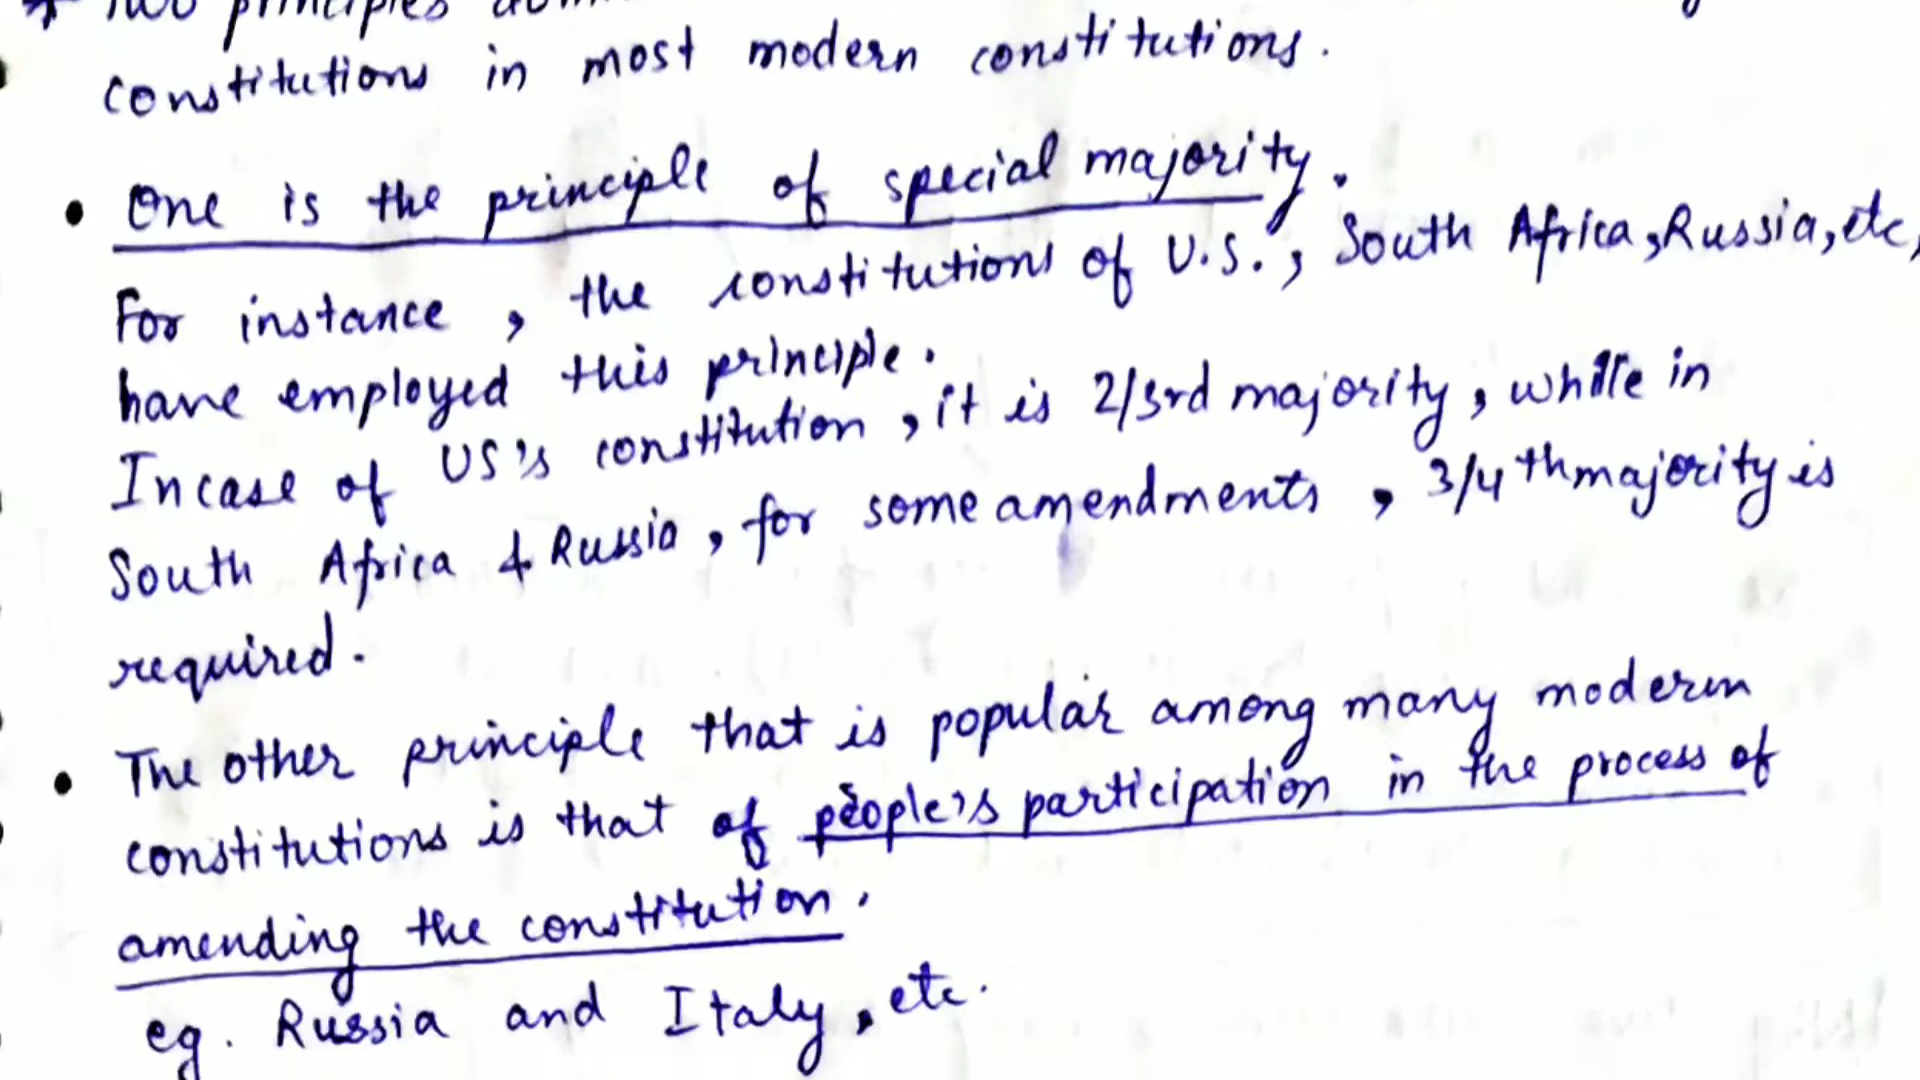 Two principles
constitutions in most modern constitutions.
• One is the principle of special majority.
For instance, the constitutions of U.S., South Africa, Russia, etc,
have employed this principle.
Incase of US's constitution, it is 2/3rd majority, while in
South Africa & Russia, for some amendments, 3/4th majority is
required.
• The other principle that is popular among many modern
constitutions is that of people's participation in the process of
amending the constitution.
eg. Russia and Italy, etc.